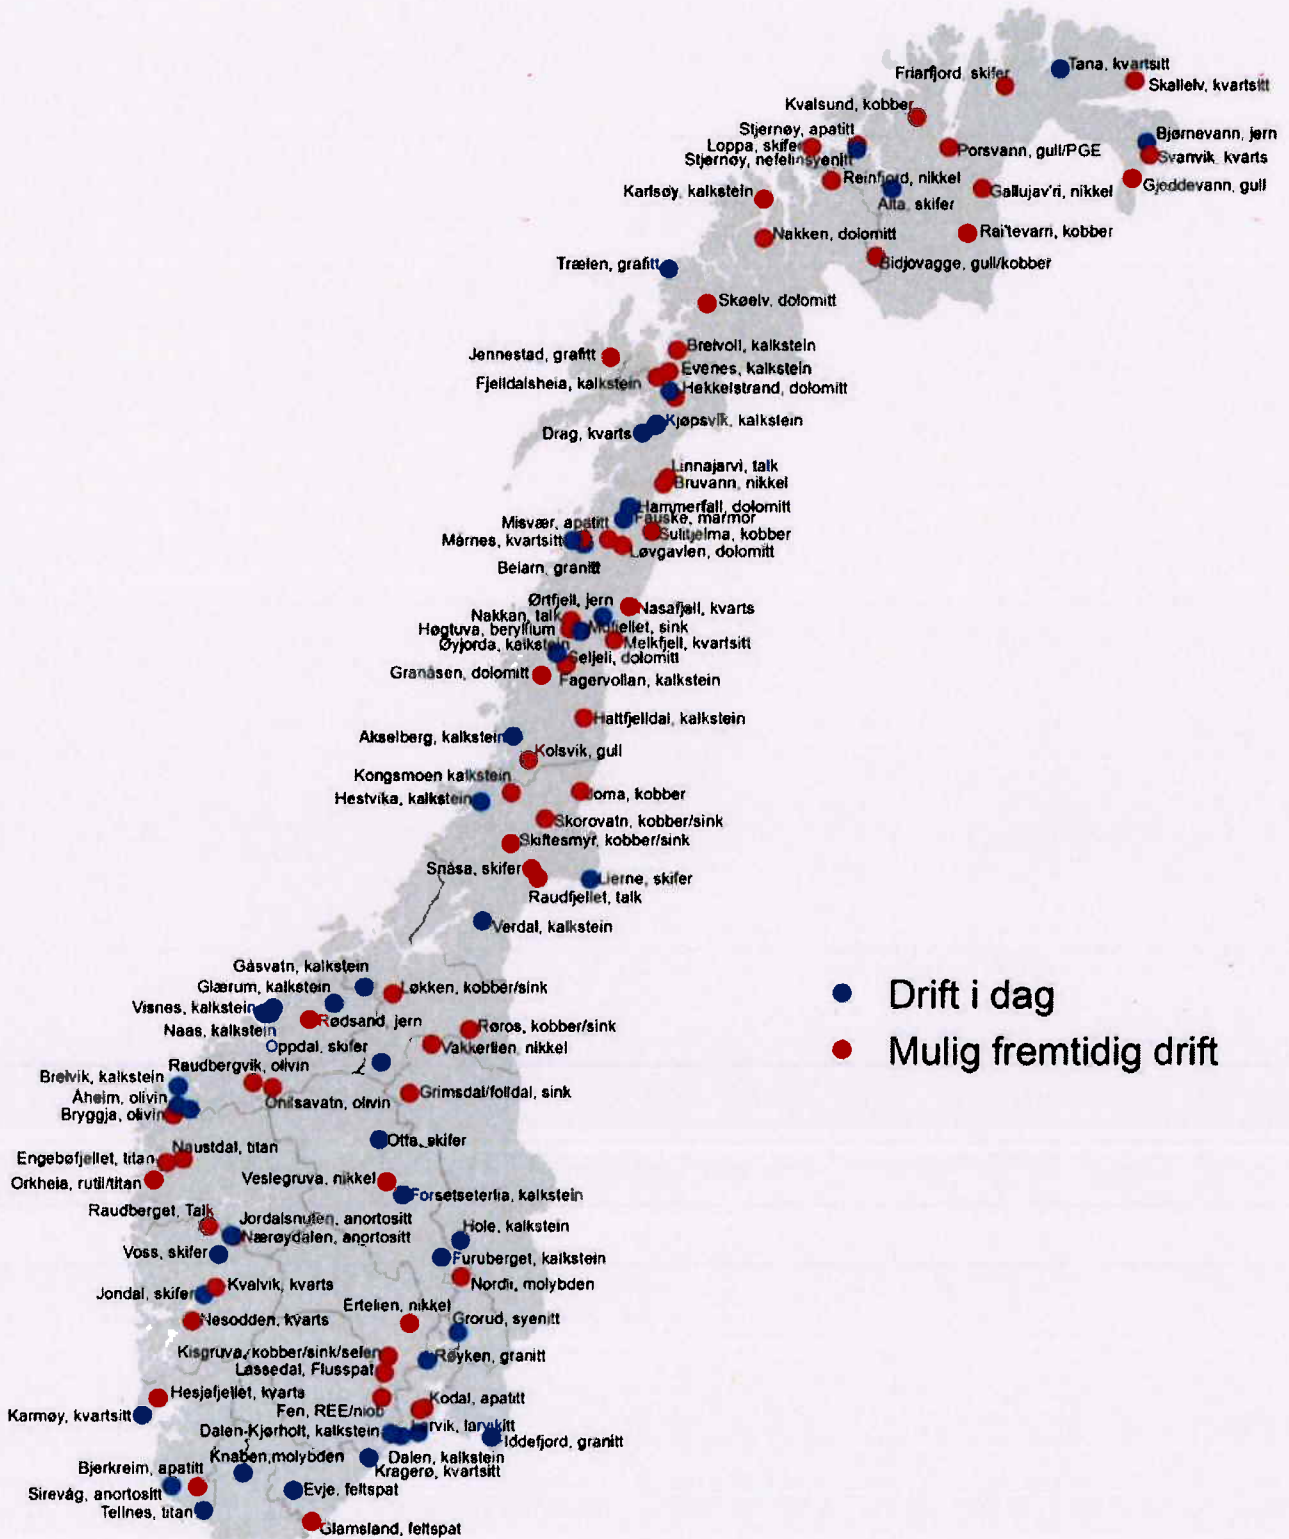 Friarfjord, skifer
Tana, kvartsitt
Skallelv, kvartsitt
Kvalsund, kobber
Stjernøy, apatitt
Bjørnevann, jern
Loppa, skifer
Porsvann, gull/PGE
Svanvik, kvarts
Stjernøy, nefelinsyenitt
Reinfjord, nikkel
Gallujav'ri, nikkel
Gjeddevann, gull
Karlsøy, kalkstein
Alta, skifer
Nakken, dolomitt
Rai'tevarri, kobber
Trælen, grafitt
Bidjovagge, gull/kobber
Skøelv, dolomitt
Jennestad, grafitt
Breivoll, kalkstein
Evenes, kalkstein
Fjelldalsheia, kalkstein
Hekkelstrand, dolomitt
Kjøpsvik, kalkstein
Drag, kvarts
Linnajarvi, talk
Bruvann, nikkel
Hammerfall, dolomitt
Misvær, apatitt
Fauske, marmor
Sulitjelma, kobber
Mårnes, kvartsitt
Løvgavlen, dolomitt
Beiarn, granitt
Ørtfjell, jern
Nasafjell, kvarts
Nakkan, talk
Høgtuva, beryllium
Mofjellet, sink
Øyjorda, kalkstein
Melkfjell, kvartsitt
Seljeli, dolomitt
Granåsen, dolomitt
Fagervollan, kalkstein
Hattfjelldal, kalkstein
Akselberg, kalkstein
Kolsvik, gull
Kongsmoen kalkstein
Hestvika, kalkstein
Joma, kobber
Skorovatn, kobber/sink
Skiftesmyr, kobber/sink
Snåsa, skifer
Lierne, skifer
Raudfjellet, talk
Verdal, kalkstein
Gåsvatn, kalkstein
Glærum, kalkstein
Løkken, kobber/sink
Visnes, kalkstein
Rødsand, jern
Naas, kalkstein
Røros, kobber/sink
Oppdal, skifer
Vakkerlien, nikkel
Raudbergvik, olivin
Breivik, kalkstein
Åheim, olivin
Onilsavatn, olivin
Grimsdal/folldal, sink
Bryggja, olivin
Otta, skifer
Naustdal, titan
Engebøfjellet, titan
Orkheia, rutil/titan
Veslegruva, nikkel
Forsetseterlia, kalkstein
Raudberget, Talk
Jordalsnuten, anortositt
Hole, kalkstein
Nærøydalen, anortositt
Voss, skifer
Furuberget, kalkstein
Kvalvik, kvarts
Nordli, molybden
Jondal, skifer
Ertelien, nikkel
Nesodden, kvarts
Grorud, syenitt
Kisgruva, kobber/sink/selen
Røyken, granitt
Lassedal, Flusspat
Hesjafjellet, kvarts
Kodal, apatitt
Fen, REE/niob
Karmøy, kvartsitt
Larvik, larvikitt
Dalen-Kjørholt, kalkstein
Iddefjord, granitt
Knaben,molybden
Dalen, kalkstein
Bjerkreim, apatitt
Kragerø, kvartsitt
Sirevåg, anortositt
Evje, feltspat
Tellnes, titan
Glamsland, feltspat
Drift i dag
Mulig fremtidig drift